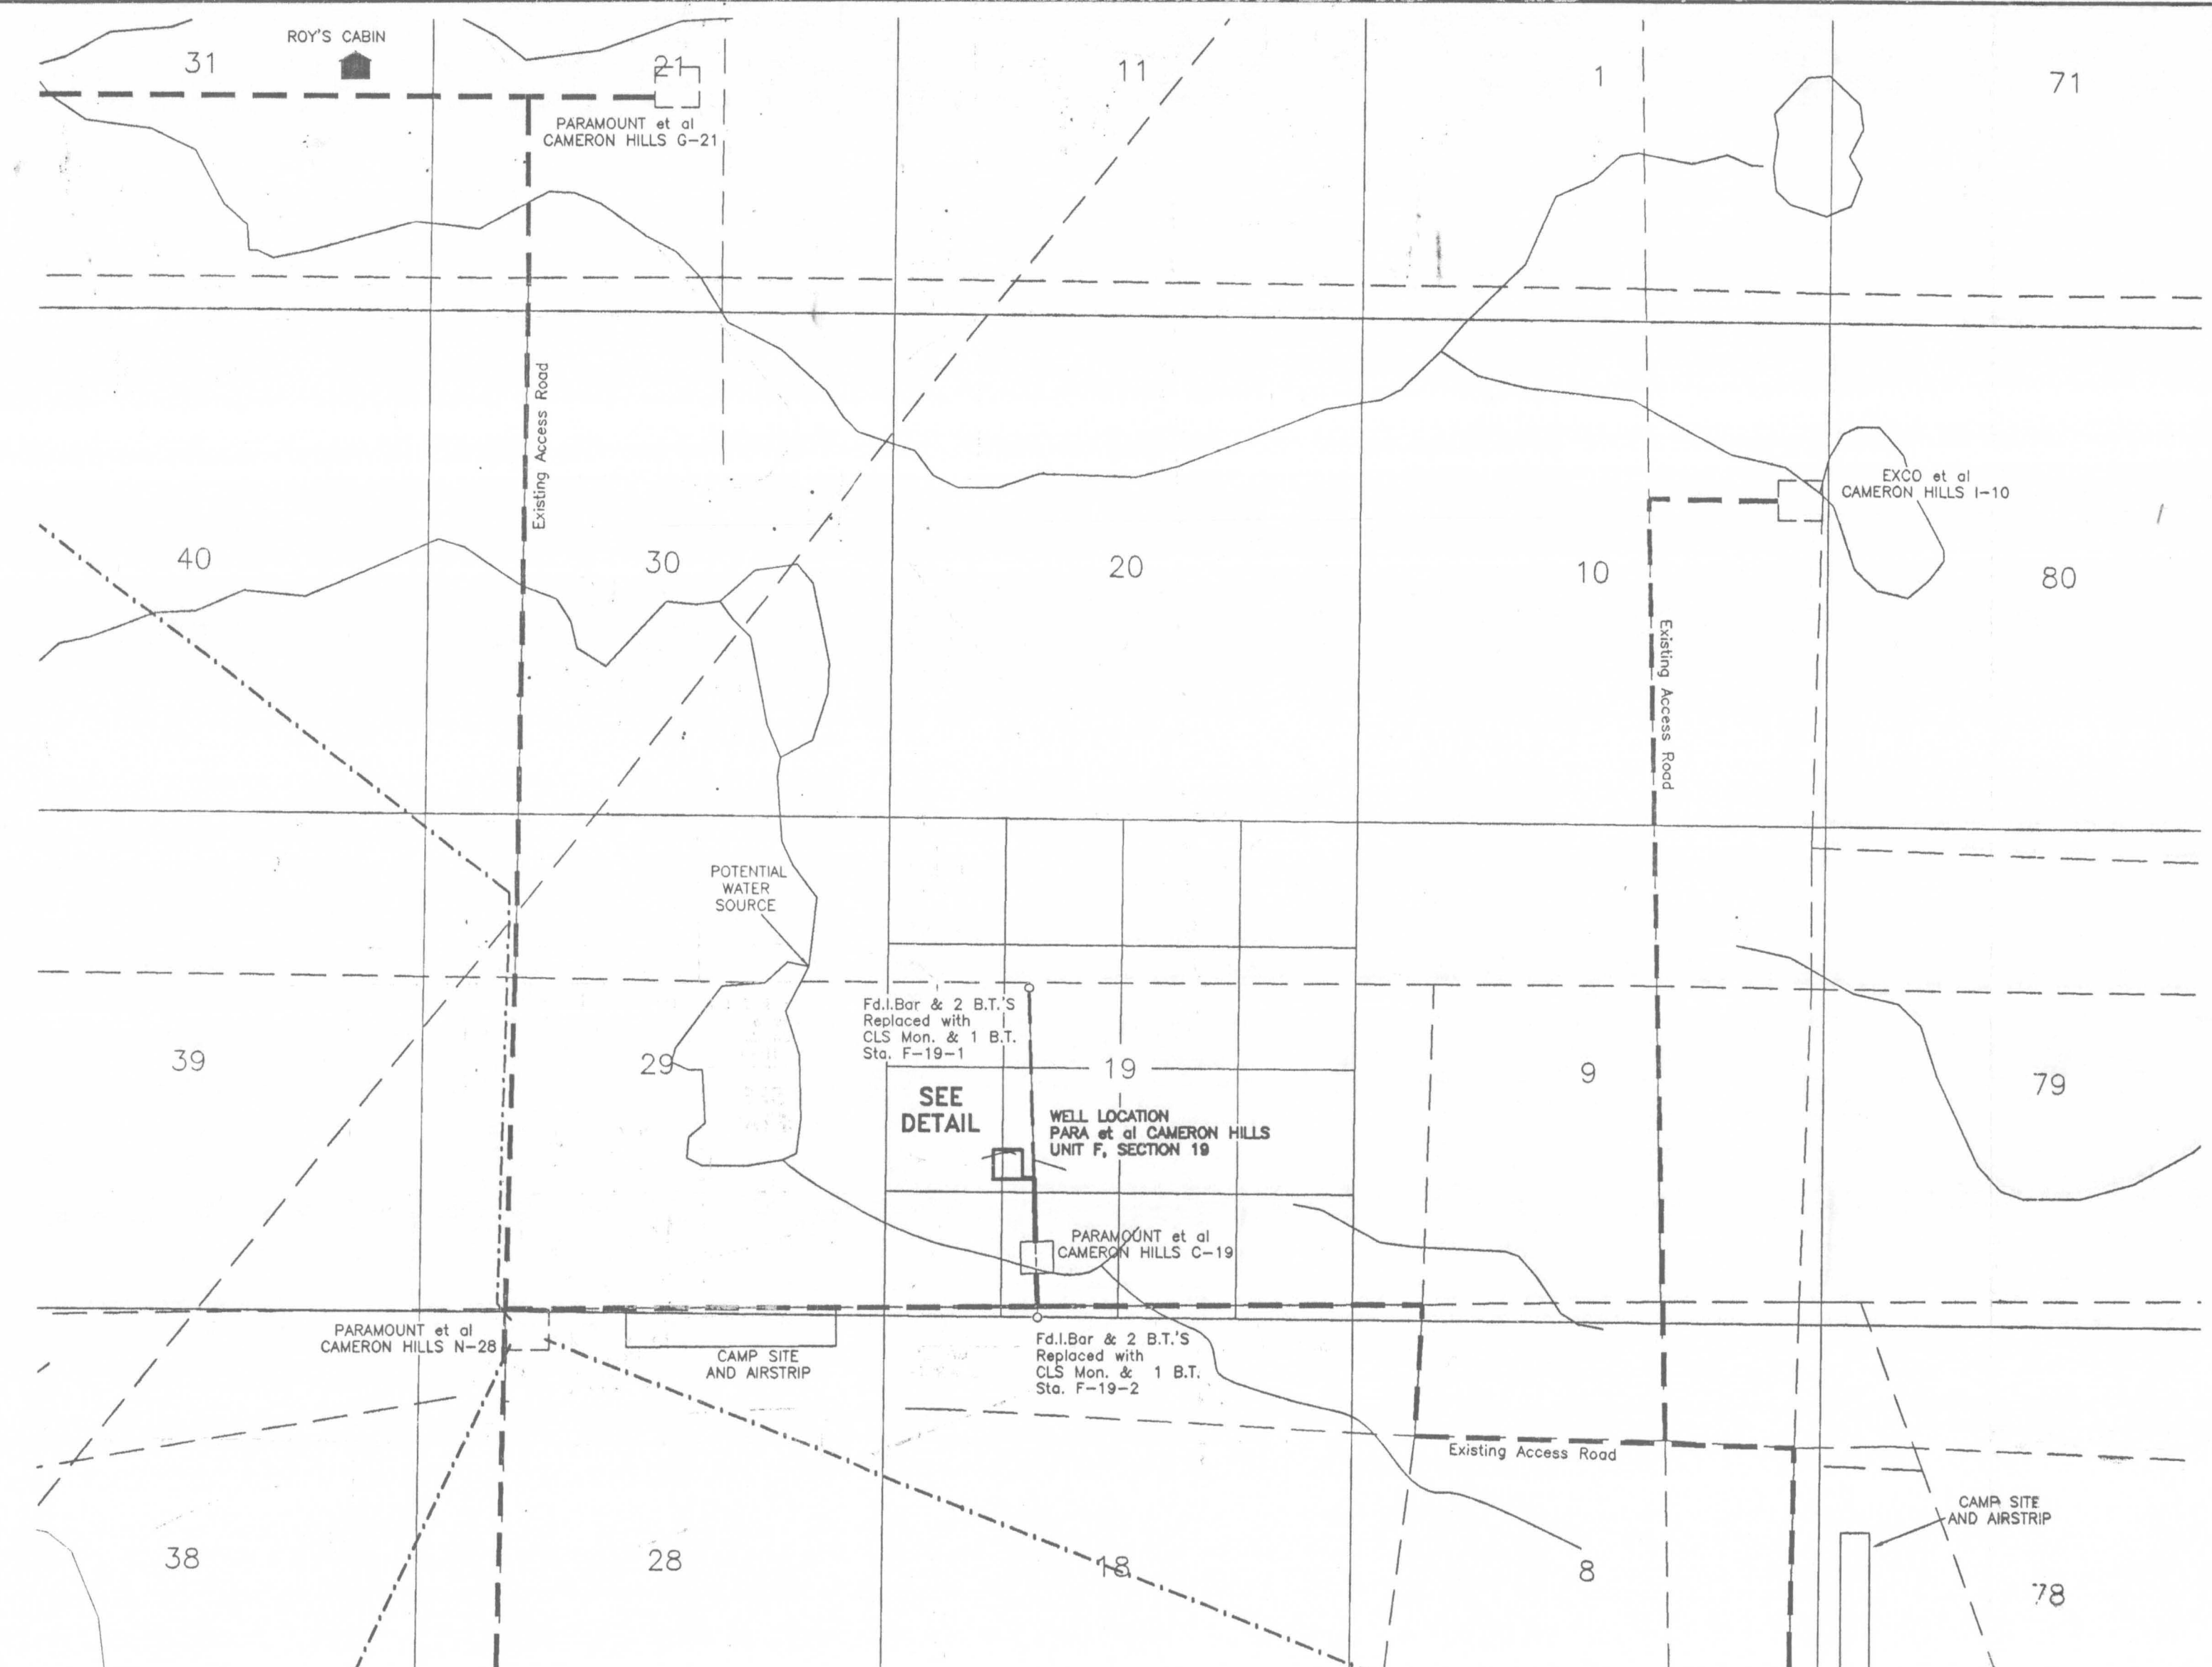 ROY'S CABIN
31
21
11
1
71
PARAMOUNT et al
CAMERON HILLS G-21
Existing Access Road
EXCO et al
CAMERON HILLS I-10
40
30
20
10
80
Existing Access Road
POTENTIAL
WATER
SOURCE
Fd.I.Bar & 2 B.T.'S
Replaced with
CLS Mon. & 1 B.T.
Sta. F-19-1
39
29
19
9
79
SEE
DETAIL
WELL LOCATION
PARA et al CAMERON HILLS
UNIT F, SECTION 19
PARAMOUNT et al
CAMERON HILLS C-19
PARAMOUNT et al
CAMERON HILLS N-28
CAMP SITE
AND AIRSTRIP
Fd.I.Bar & 2 B.T.'S
Replaced with
CLS Mon. & 1 B.T.
Sta. F-19-2
Existing Access Road
CAMP SITE
AND AIRSTRIP
38
28
18
8
78